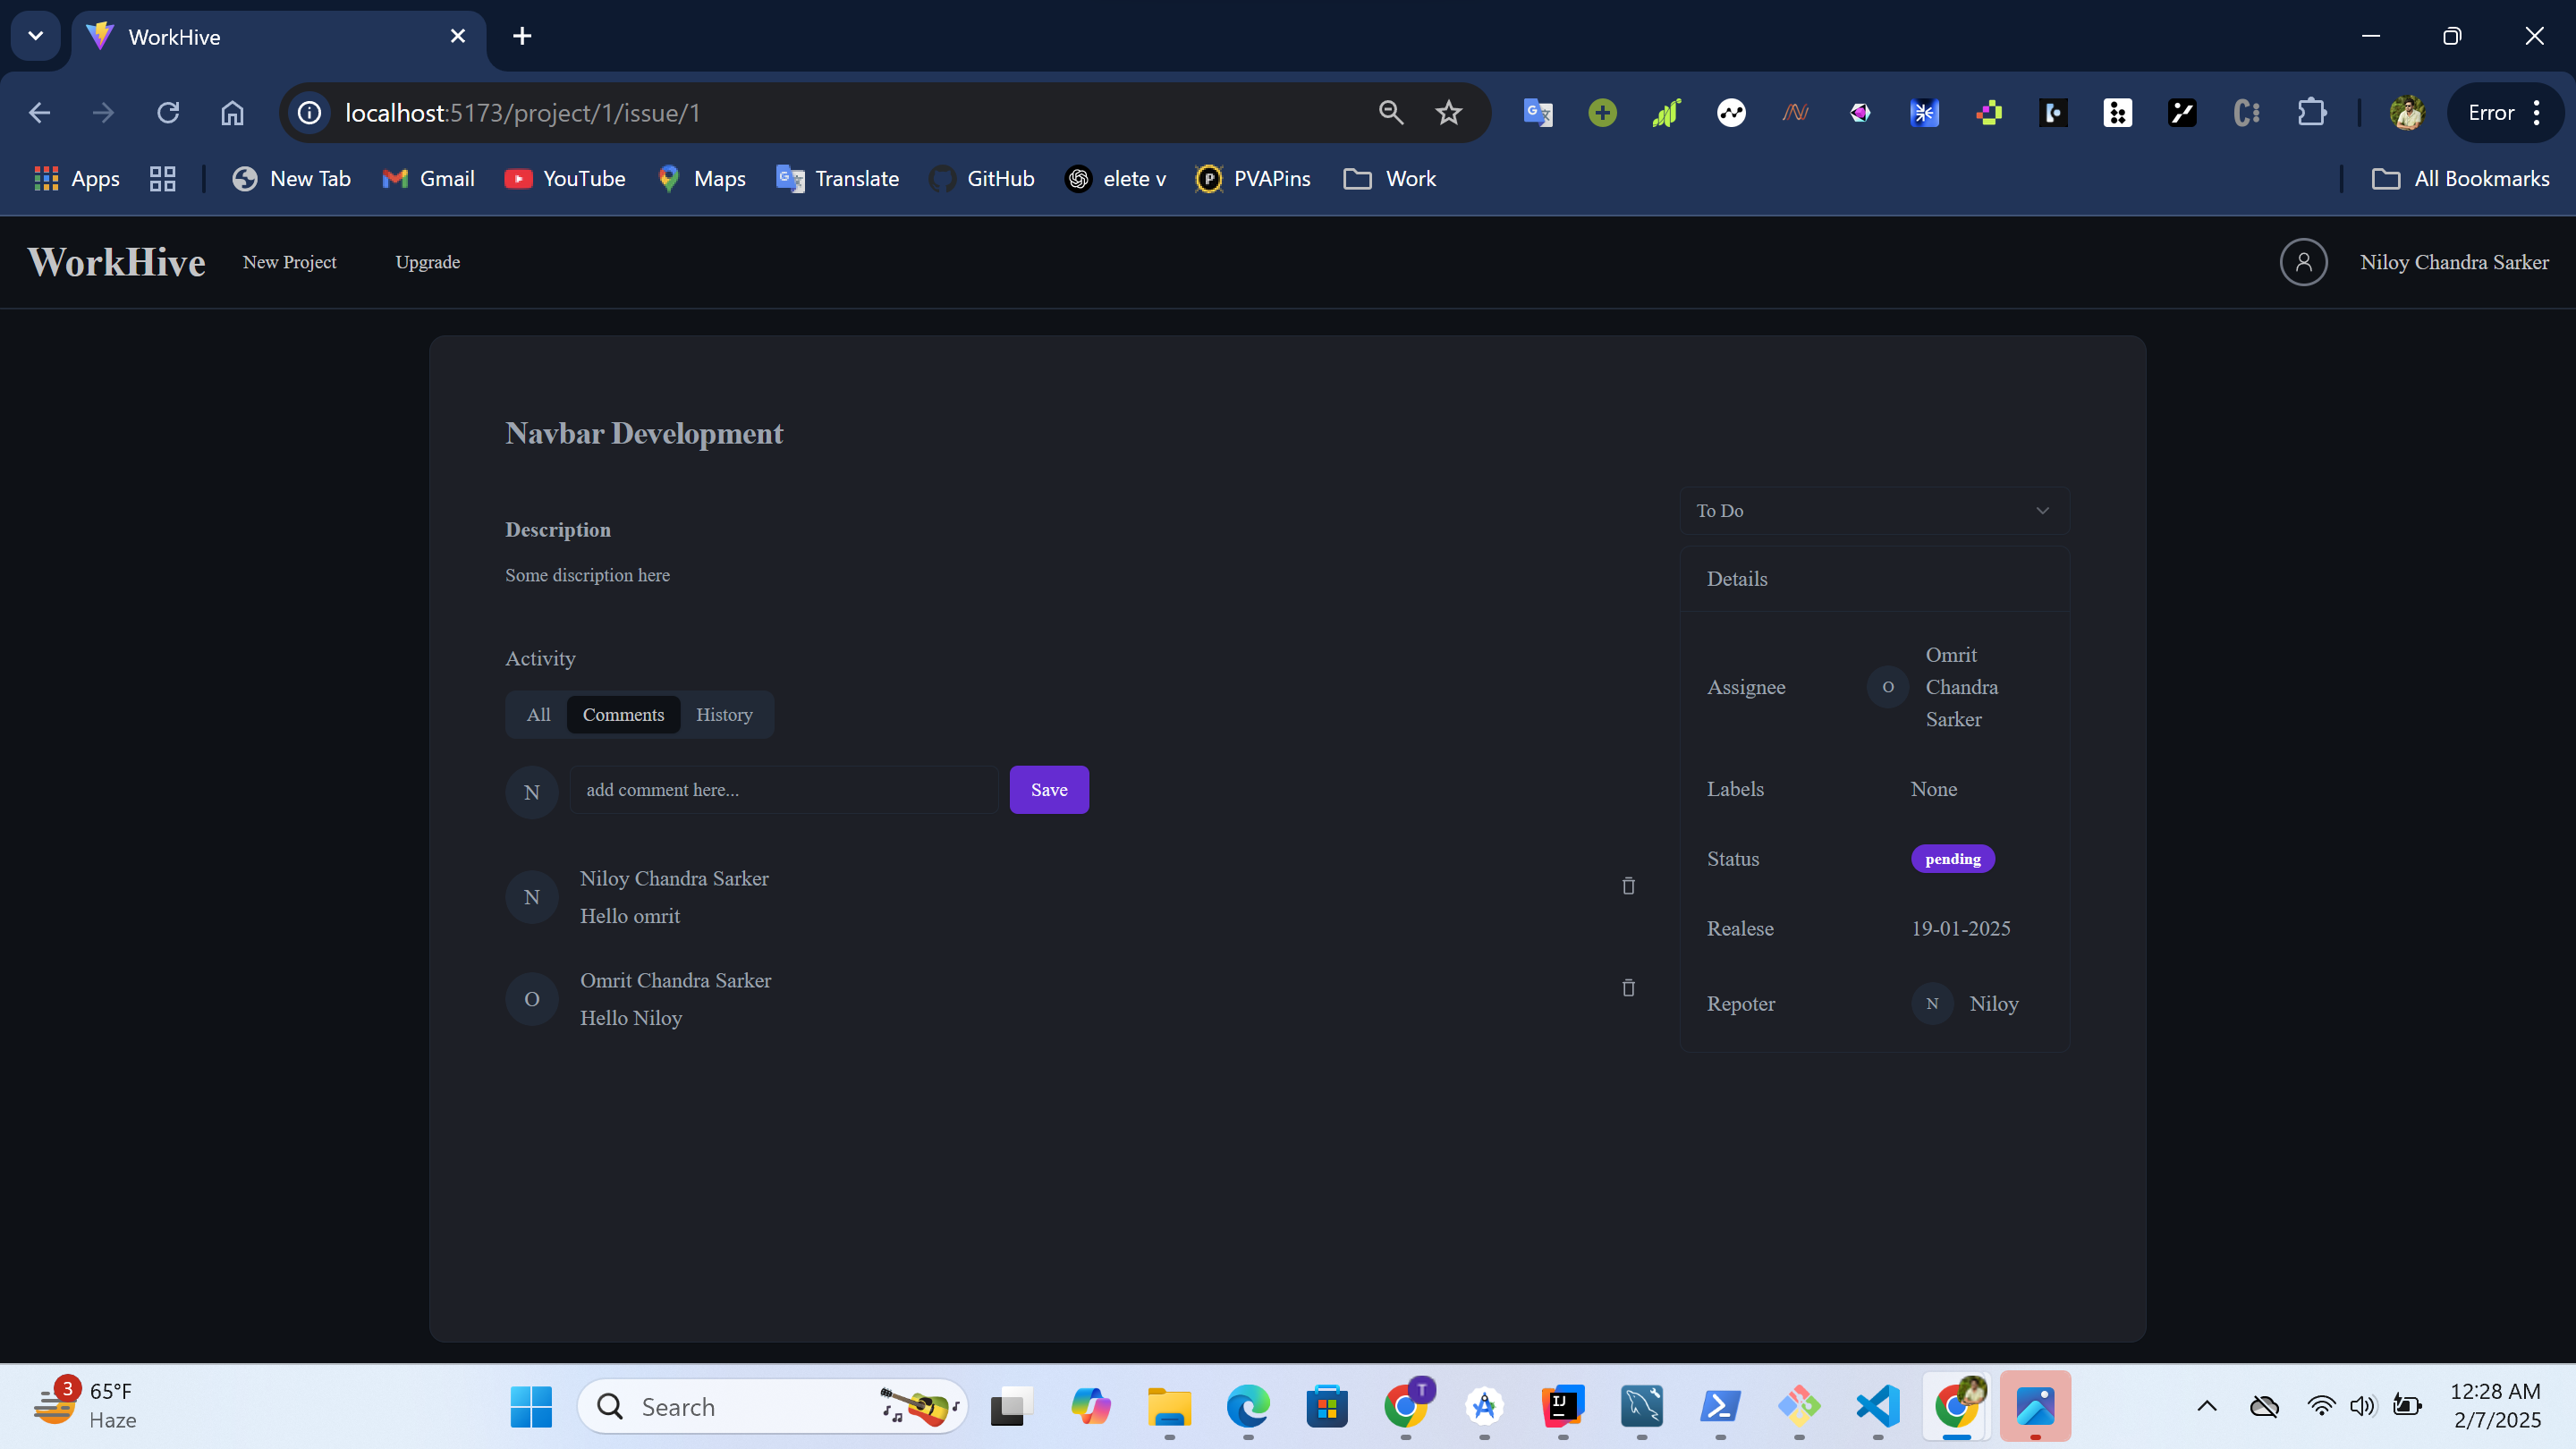 WorkHive
localhost:5173/project/1/issue/1
Error
Apps
New Tab
Gmail
YouTube
Maps
Translate
GitHub
elete v
PVAPins
Work
All Bookmarks
WorkHive
New Project
Upgrade
Niloy Chandra Sarker
Navbar Development
Description
Some discription here
Activity
All
Comments
History
N
add comment here...
Save
N
Niloy Chandra Sarker
Hello omrit
O
Omrit Chandra Sarker
Hello Niloy
To Do
Details
Assignee
O
Omrit
Chandra
Sarker
Labels
None
Status
pending
Realese
19-01-2025
Repoter
N
Niloy
3
65°F
Haze
Search
T
12:28 AM
2/7/2025